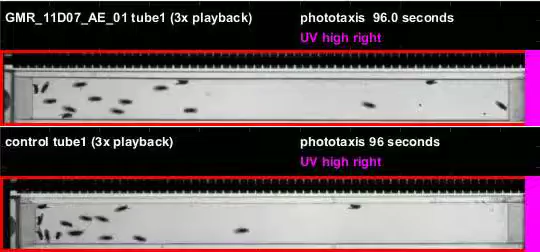 GMR_11D07_AE_01 tube1 (3x playback) phototaxis 96.0 seconds
UV high right
control tube1 (3x playback) phototaxis 96 seconds
UV high right